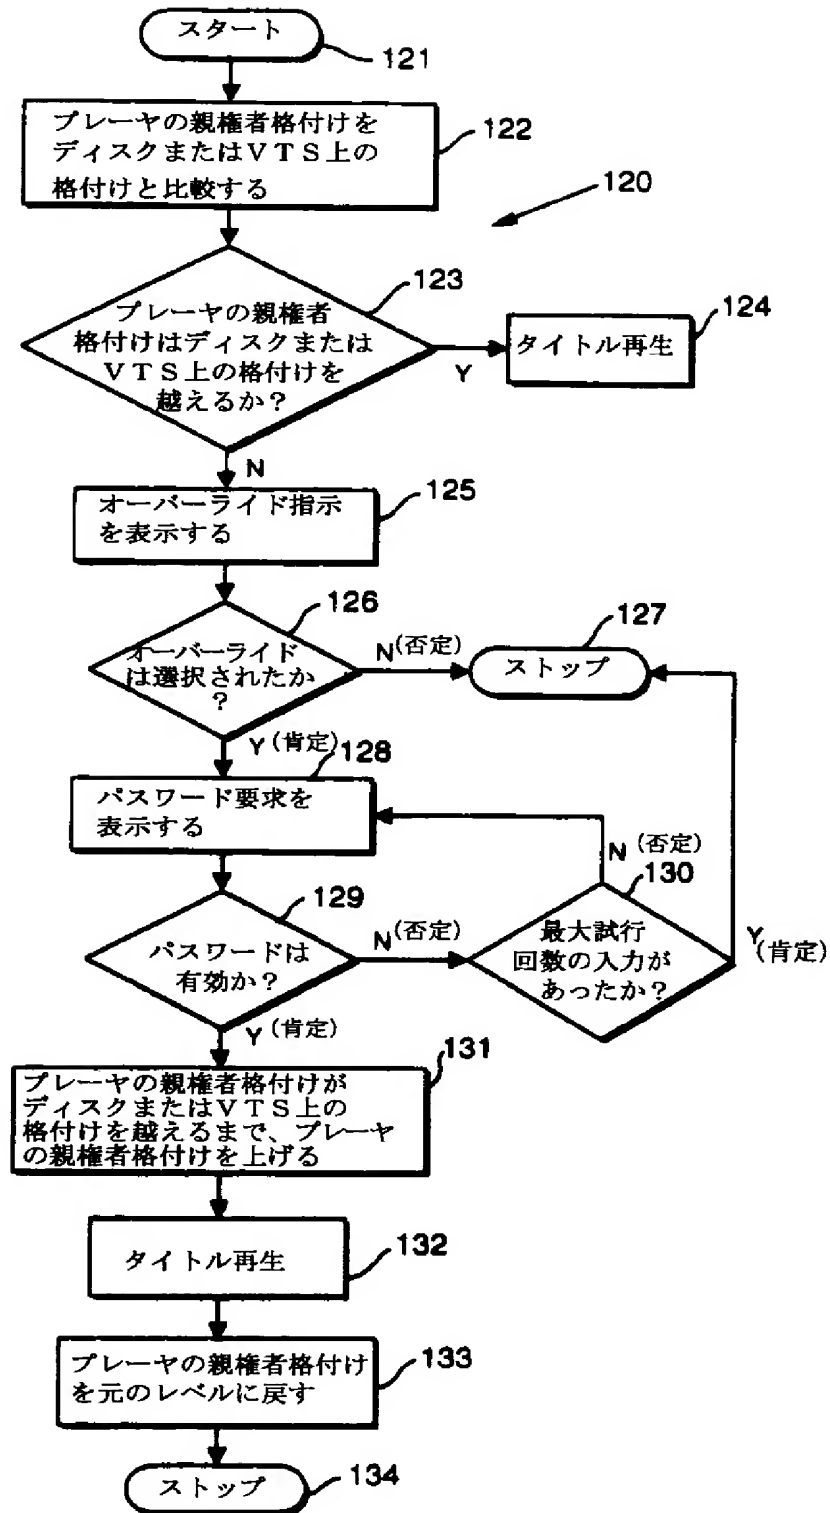 スタート
121
プレーヤの親権者格付けを
ディスクまたはVTS上の
格付けと比較する
122
120
プレーヤの親権者
格付けはディスクまたは
VTS上の格付けを
越えるか?
123
Y
タイトル再生
124
N
オーバーライド指示
を表示する
125
オーバーライド
は選択されたか
?
126
N(否定)
ストップ
127
Y(肯定)
パスワード要求を
表示する
128
パスワードは
有効か?
129
N(否定)
最大試行
回数の入力が
あったか?
130
N(否定)
Y(肯定)
Y(肯定)
プレーヤの親権者格付けが
ディスクまたはVTS上の
格付けを越えるまで、プレーヤ
の親権者格付けを上げる
131
タイトル再生
132
プレーヤの親権者格付け
を元のレベルに戻す
133
ストップ
134